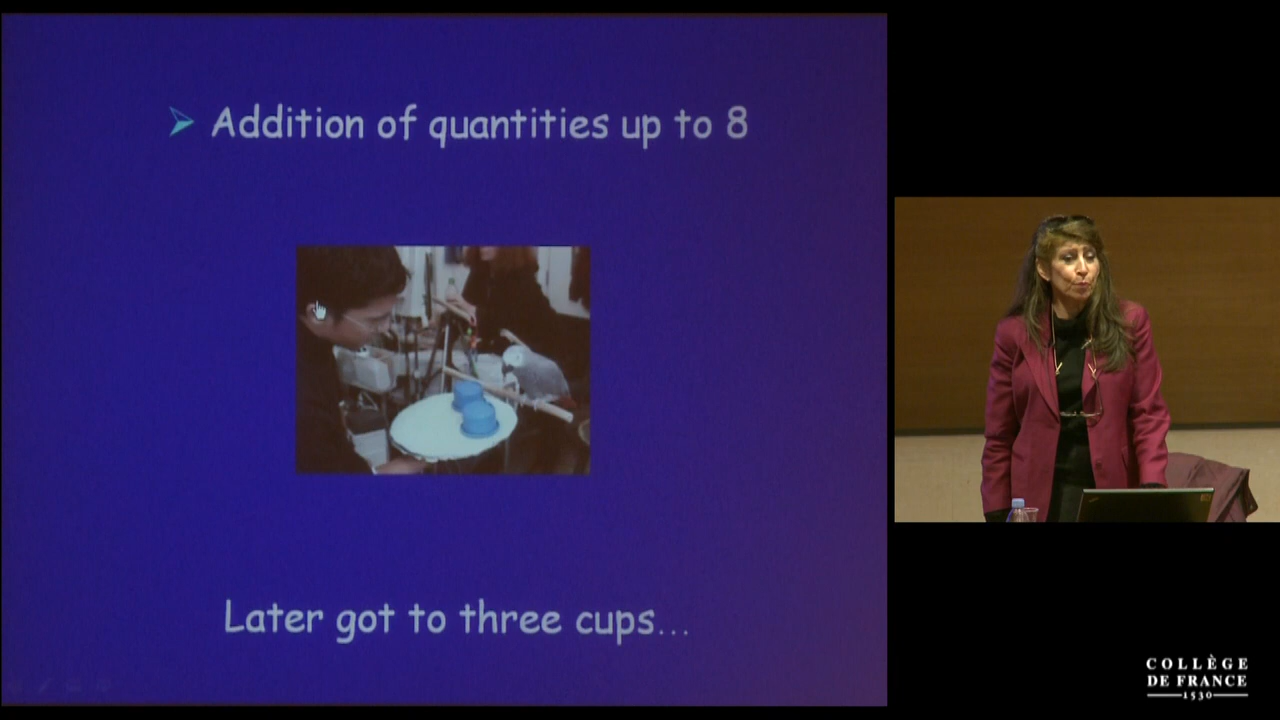 Addition of quantities up to 8
Later got to three cups...
COLLÈGE
DE FRANCE
1530